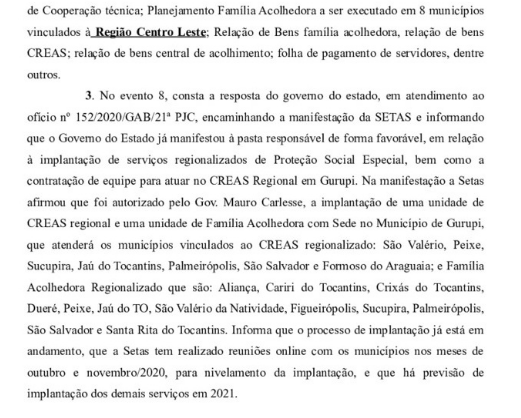 de Cooperação técnica; Planejamento Família Acolhedora a ser executado em 8 municípios
vinculados à Região Centro Leste; Relação de Bens família acolhedora, relação de bens
CREAS; relação de bens central de acolhimento; folha de pagamento de servidores, dentre
outros.
3. No evento 8, consta a resposta do governo do estado, em atendimento ao
ofício nº 152/2020/GAB/21ª PJC, encaminhando a manifestação da SETAS e informando
que o Governo do Estado já manifestou à pasta responsável de forma favorável, em relação
à implantação de serviços regionalizados de Proteção Social Especial, bem como a
contratação de equipe para atuar no CREAS Regional em Gurupi. Na manifestação a Setas
afirmou que foi autorizado pelo Gov. Mauro Carlesse, a implantação de uma unidade de
CREAS regional e uma unidade de Família Acolhedora com Sede no Município de Gurupi,
que atenderá os municípios vinculados ao CREAS regionalizado: São Valério, Peixe,
Sucupira, Jaú do Tocantins, Palmeirópolis, São Salvador e Formoso do Araguaia; e Família
Acolhedora Regionalizado que são: Aliança, Cariri do Tocantins, Crixás do Tocantins,
Dueré, Peixe, Jaú do TO, São Valério da Natividade, Figueirópolis, Sucupira, Palmeirópolis,
São Salvador e Santa Rita do Tocantins. Informa que o processo de implantação já está em
andamento, que a Setas tem realizado reuniões online com os municípios nos meses de
outubro e novembro/2020, para nivelamento da implantação, e que há previsão de
implantação dos demais serviços em 2021.